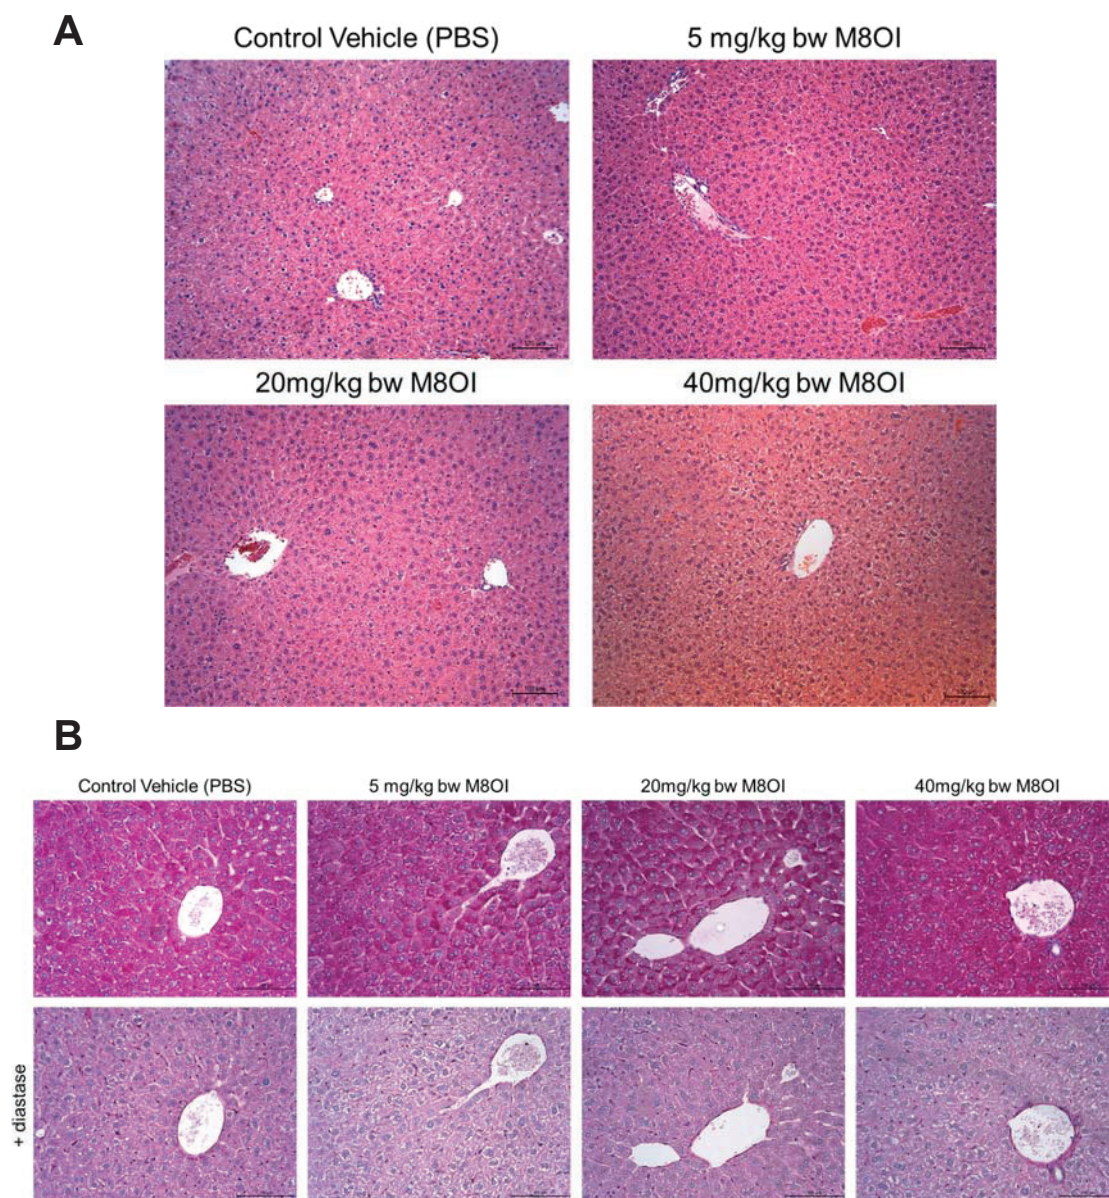 A
Control Vehicle (PBS) 5 mg/kg bw M8OI
20mg/kg bw M8OI 40mg/kg bw M8OI
B
Control Vehicle (PBS) 5 mg/kg bw M8OI 20mg/kg bw M8OI 40mg/kg bw M8OI
+ diastase